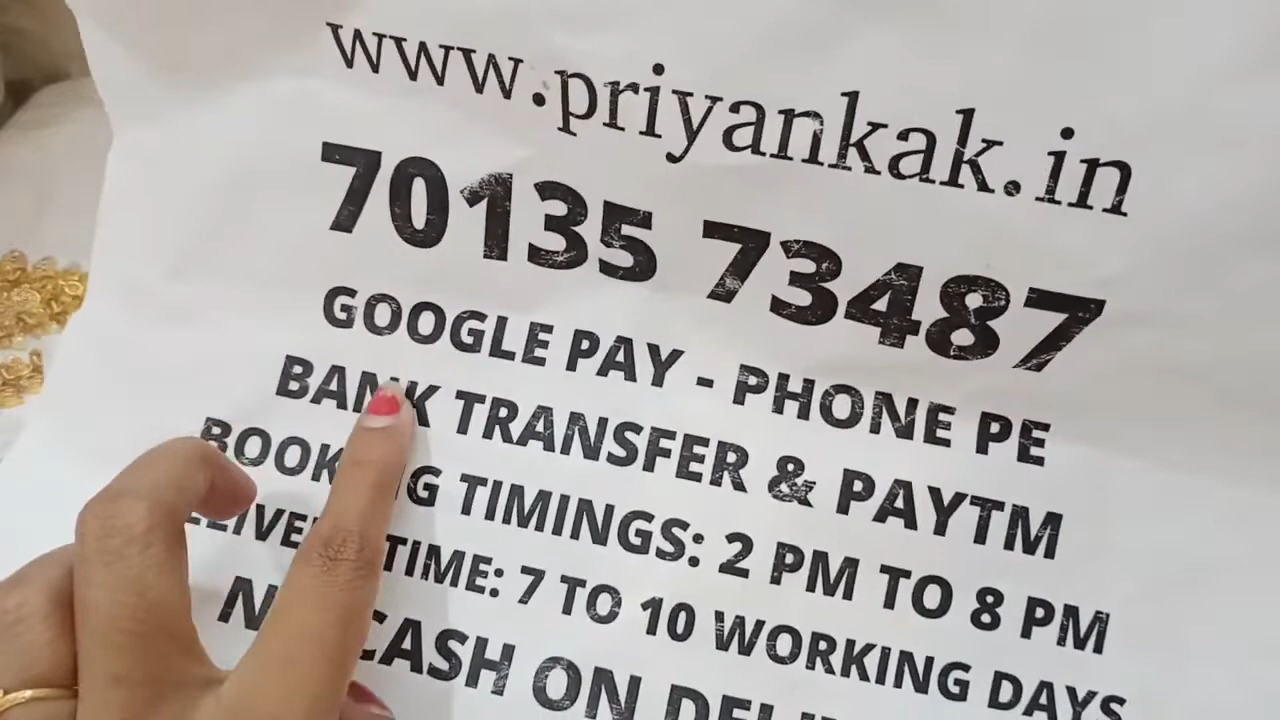 www.priyankak.in
70135 73487
GOOGLE PAY - PHONE PE
BANK TRANSFER & PAYTM
TIMINGS: 2 PM TO 8 PM
TIME: 7 TO 10 WORKING DAYS
CASH ON